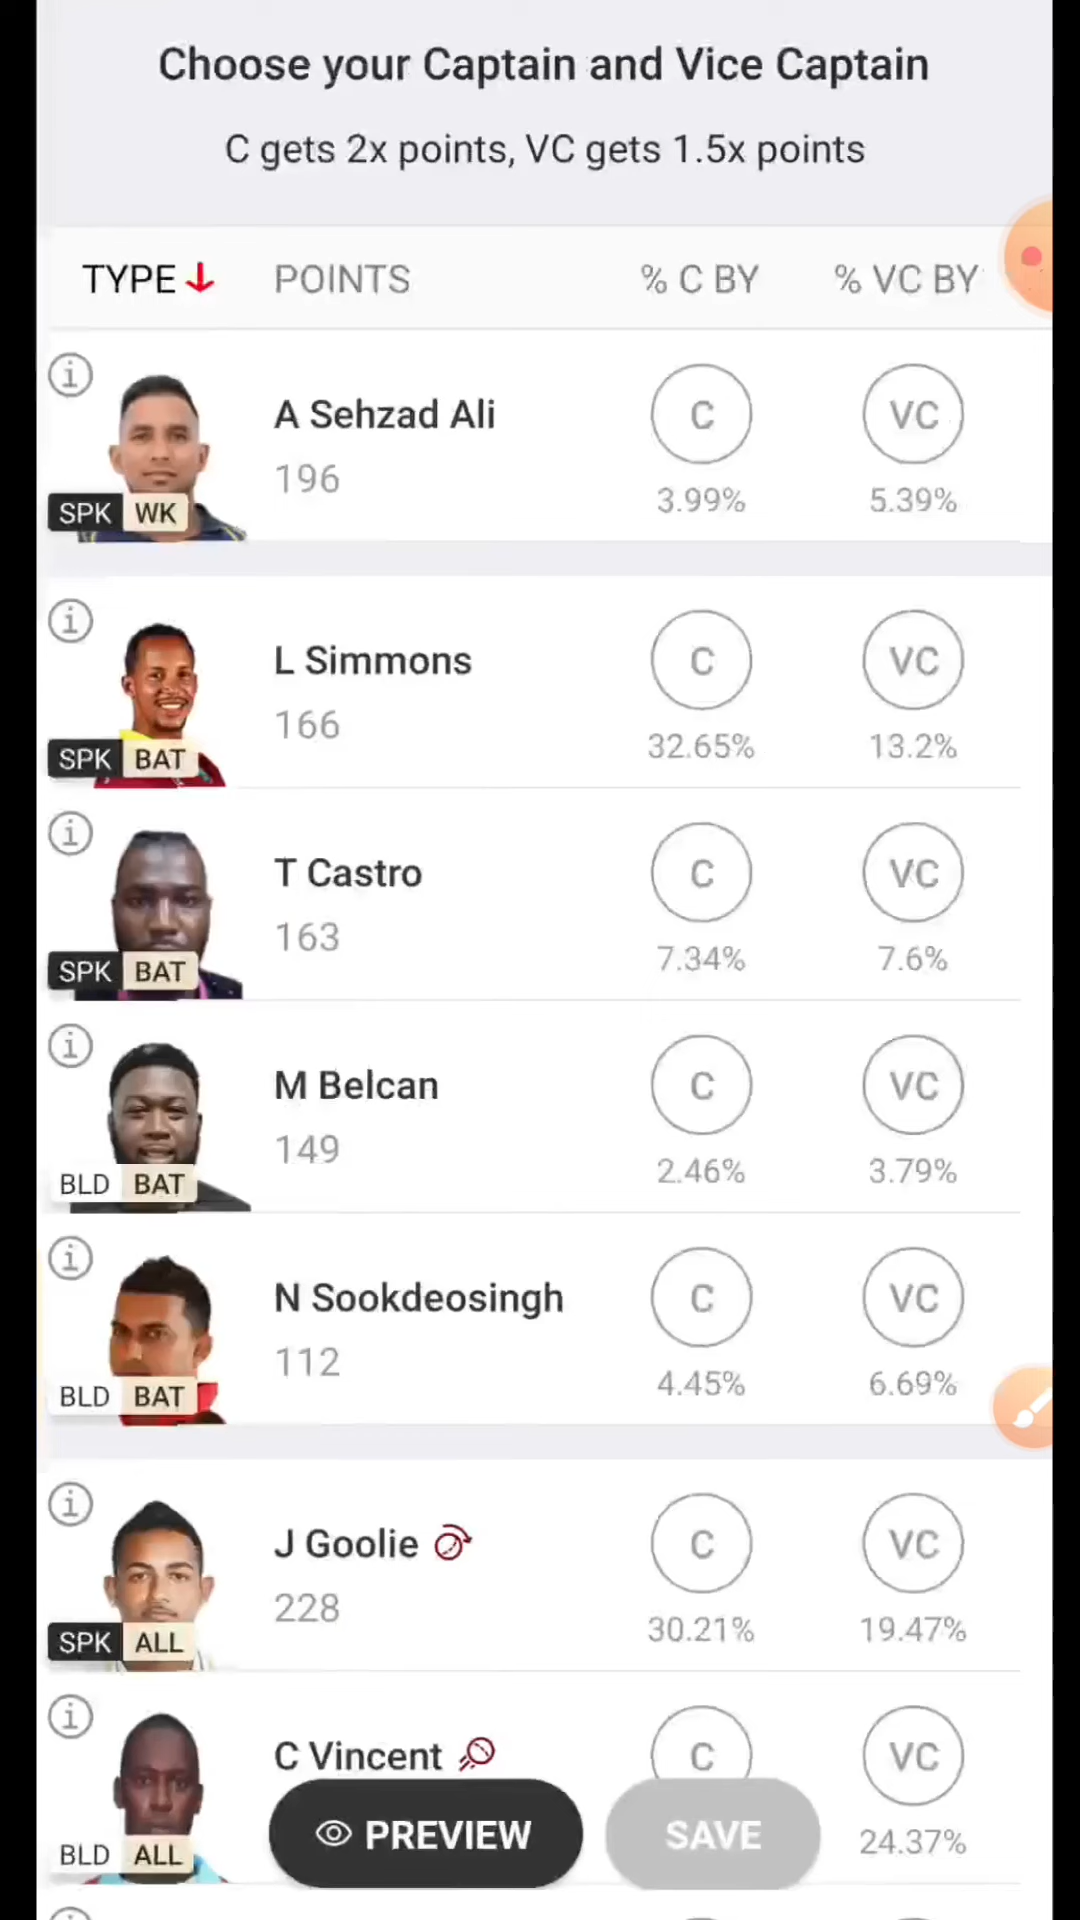 Choose your Captain and Vice Captain
C gets 2x points, VC gets 1.5x points
TYPE POINTS % C BY % VC BY
A Sehzad Ali
196
SPK WK
C VC
3.99% 5.39%
L Simmons
166
SPK BAT
C VC
32.65% 13.2%
T Castro
163
SPK BAT
C VC
7.34% 7.6%
M Belcan
149
BLD BAT
C VC
2.46% 3.79%
N Sookdeosingh
112
BLD BAT
C VC
4.45% 6.69%
J Goolie
228
SPK ALL
C VC
30.21% 19.47%
C Vincent
BLD ALL
C VC
24.37%
PREVIEW SAVE